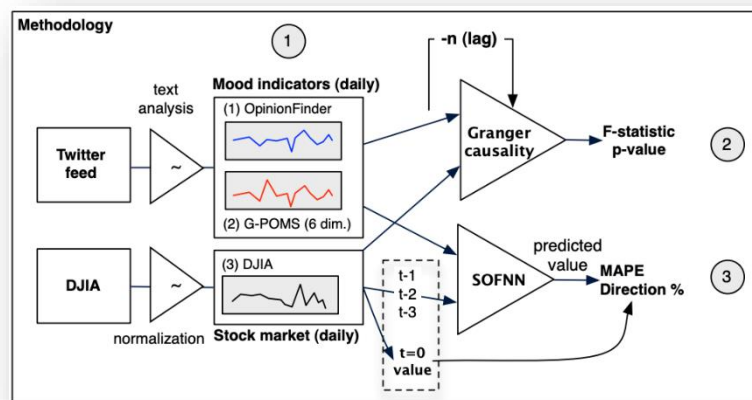 Methodology
1
-n (lag)
text
analysis
Mood indicators (daily)
(1) OpinionFinder
Twitter
feed
~
(2) G-POMS (6 dim.)
Granger
causality
F-statistic
p-value
2
DJIA
~
normalization
(3) DJIA
Stock market (daily)
t-1
t-2
t-3
t=0
value
SOFNN
predicted
value
MAPE
Direction %
3